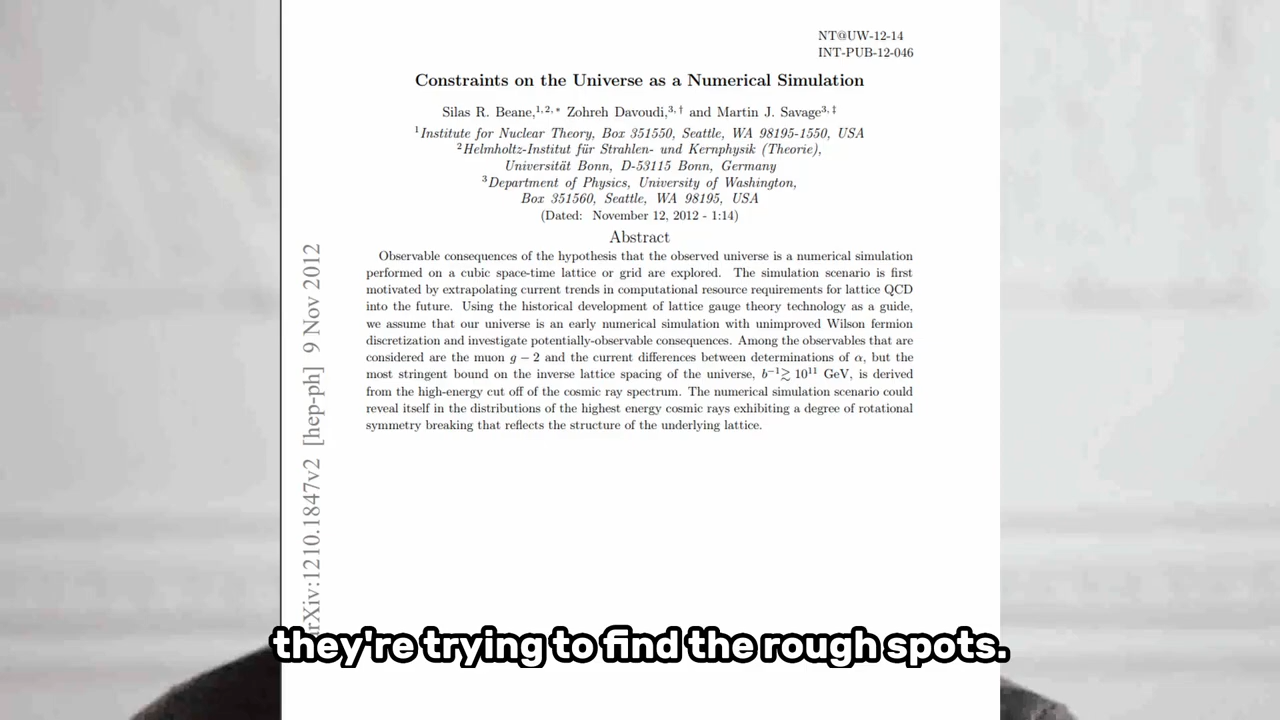 NT@UW-12-14
INT-PUB-12-046
Constraints on the Universe as a Numerical Simulation
Silas R. Beane,1, 2, ∗ Zohreh Davoudi,3, † and Martin J. Savage3, ‡
1Institute for Nuclear Theory, Box 351550, Seattle, WA 98195-1550, USA
2Helmholtz-Institut für Strahlen- und Kernphysik (Theorie),
Universität Bonn, D-53115 Bonn, Germany
3Department of Physics, University of Washington,
Box 351560, Seattle, WA 98195, USA
(Dated: November 12, 2012 - 1:14)
Abstract
Observable consequences of the hypothesis that the observed universe is a numerical simulation
performed on a cubic space-time lattice or grid are explored. The simulation scenario is first
motivated by extrapolating current trends in computational resource requirements for lattice QCD
into the future. Using the historical development of lattice gauge theory technology as a guide,
we assume that our universe is an early numerical simulation with unimproved Wilson fermion
discretization and investigate potentially-observable consequences. Among the observables that are
considered are the muon g − 2 and the current differences between determinations of α, but the
most stringent bound on the inverse lattice spacing of the universe, b−1 ≳ 1011 GeV, is derived
from the high-energy cut off of the cosmic ray spectrum. The numerical simulation scenario could
reveal itself in the distributions of the highest energy cosmic rays exhibiting a degree of rotational
symmetry breaking that reflects the structure of the underlying lattice.
arXiv:1210.1847v2 [hep-ph] 9 Nov 2012
they're trying to find the rough spots.